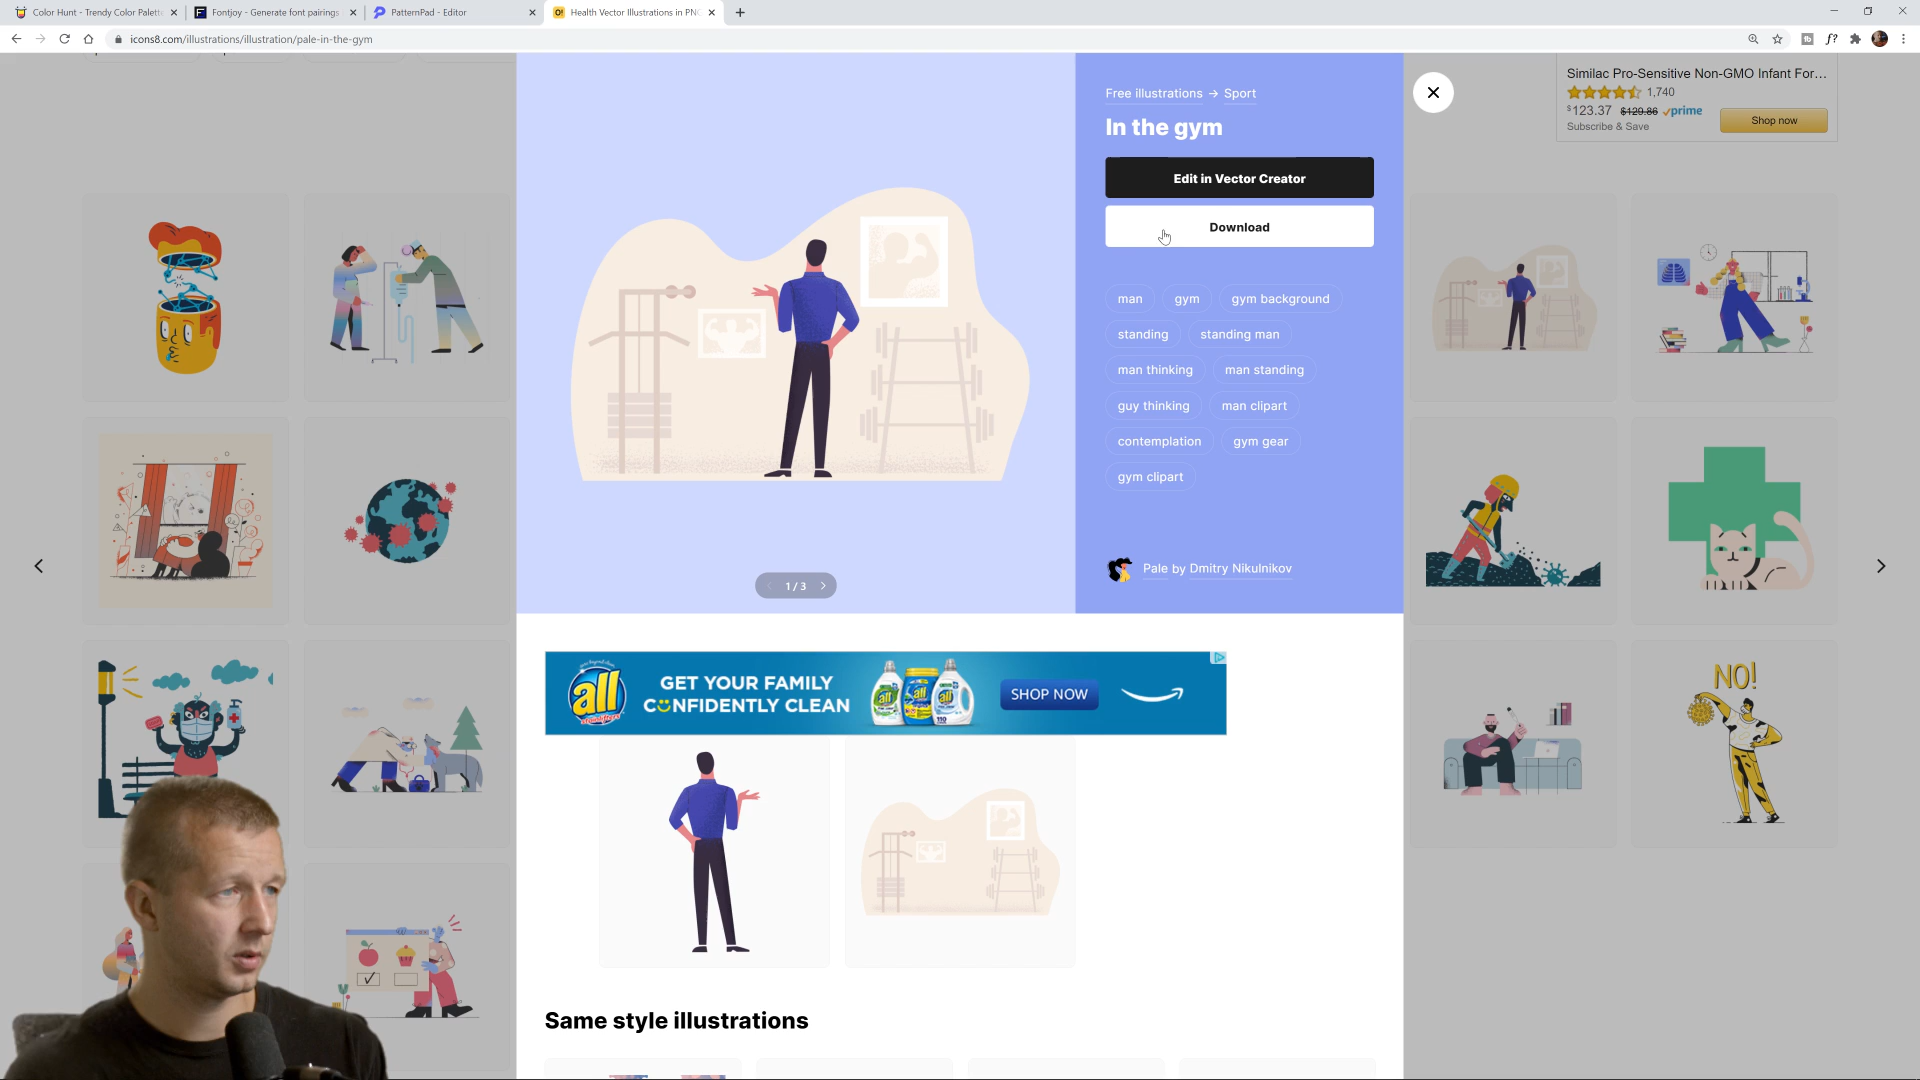 Color Hunt - Trendy Color Palett
Fontjoy - Generate font pairings
PatternPad - Editor
Health Vector Illustrations in PN
icons8.com/illustrations/illustration/pale-in-the-gym
Similac Pro-Sensitive Non-GMO Infant For...
1,740
$123.37 $129.86 prime
Subscribe & Save
Shop now
Free illustrations → Sport
In the gym
Edit in Vector Creator
Download
man
gym
gym background
standing
standing man
man thinking
man standing
guy thinking
man clipart
contemplation
gym gear
gym clipart
Pale by Dmitry Nikulnikov
1 / 3
all
GET YOUR FAMILY
CONFIDENTLY CLEAN
SHOP NOW
NO!
Same style illustrations